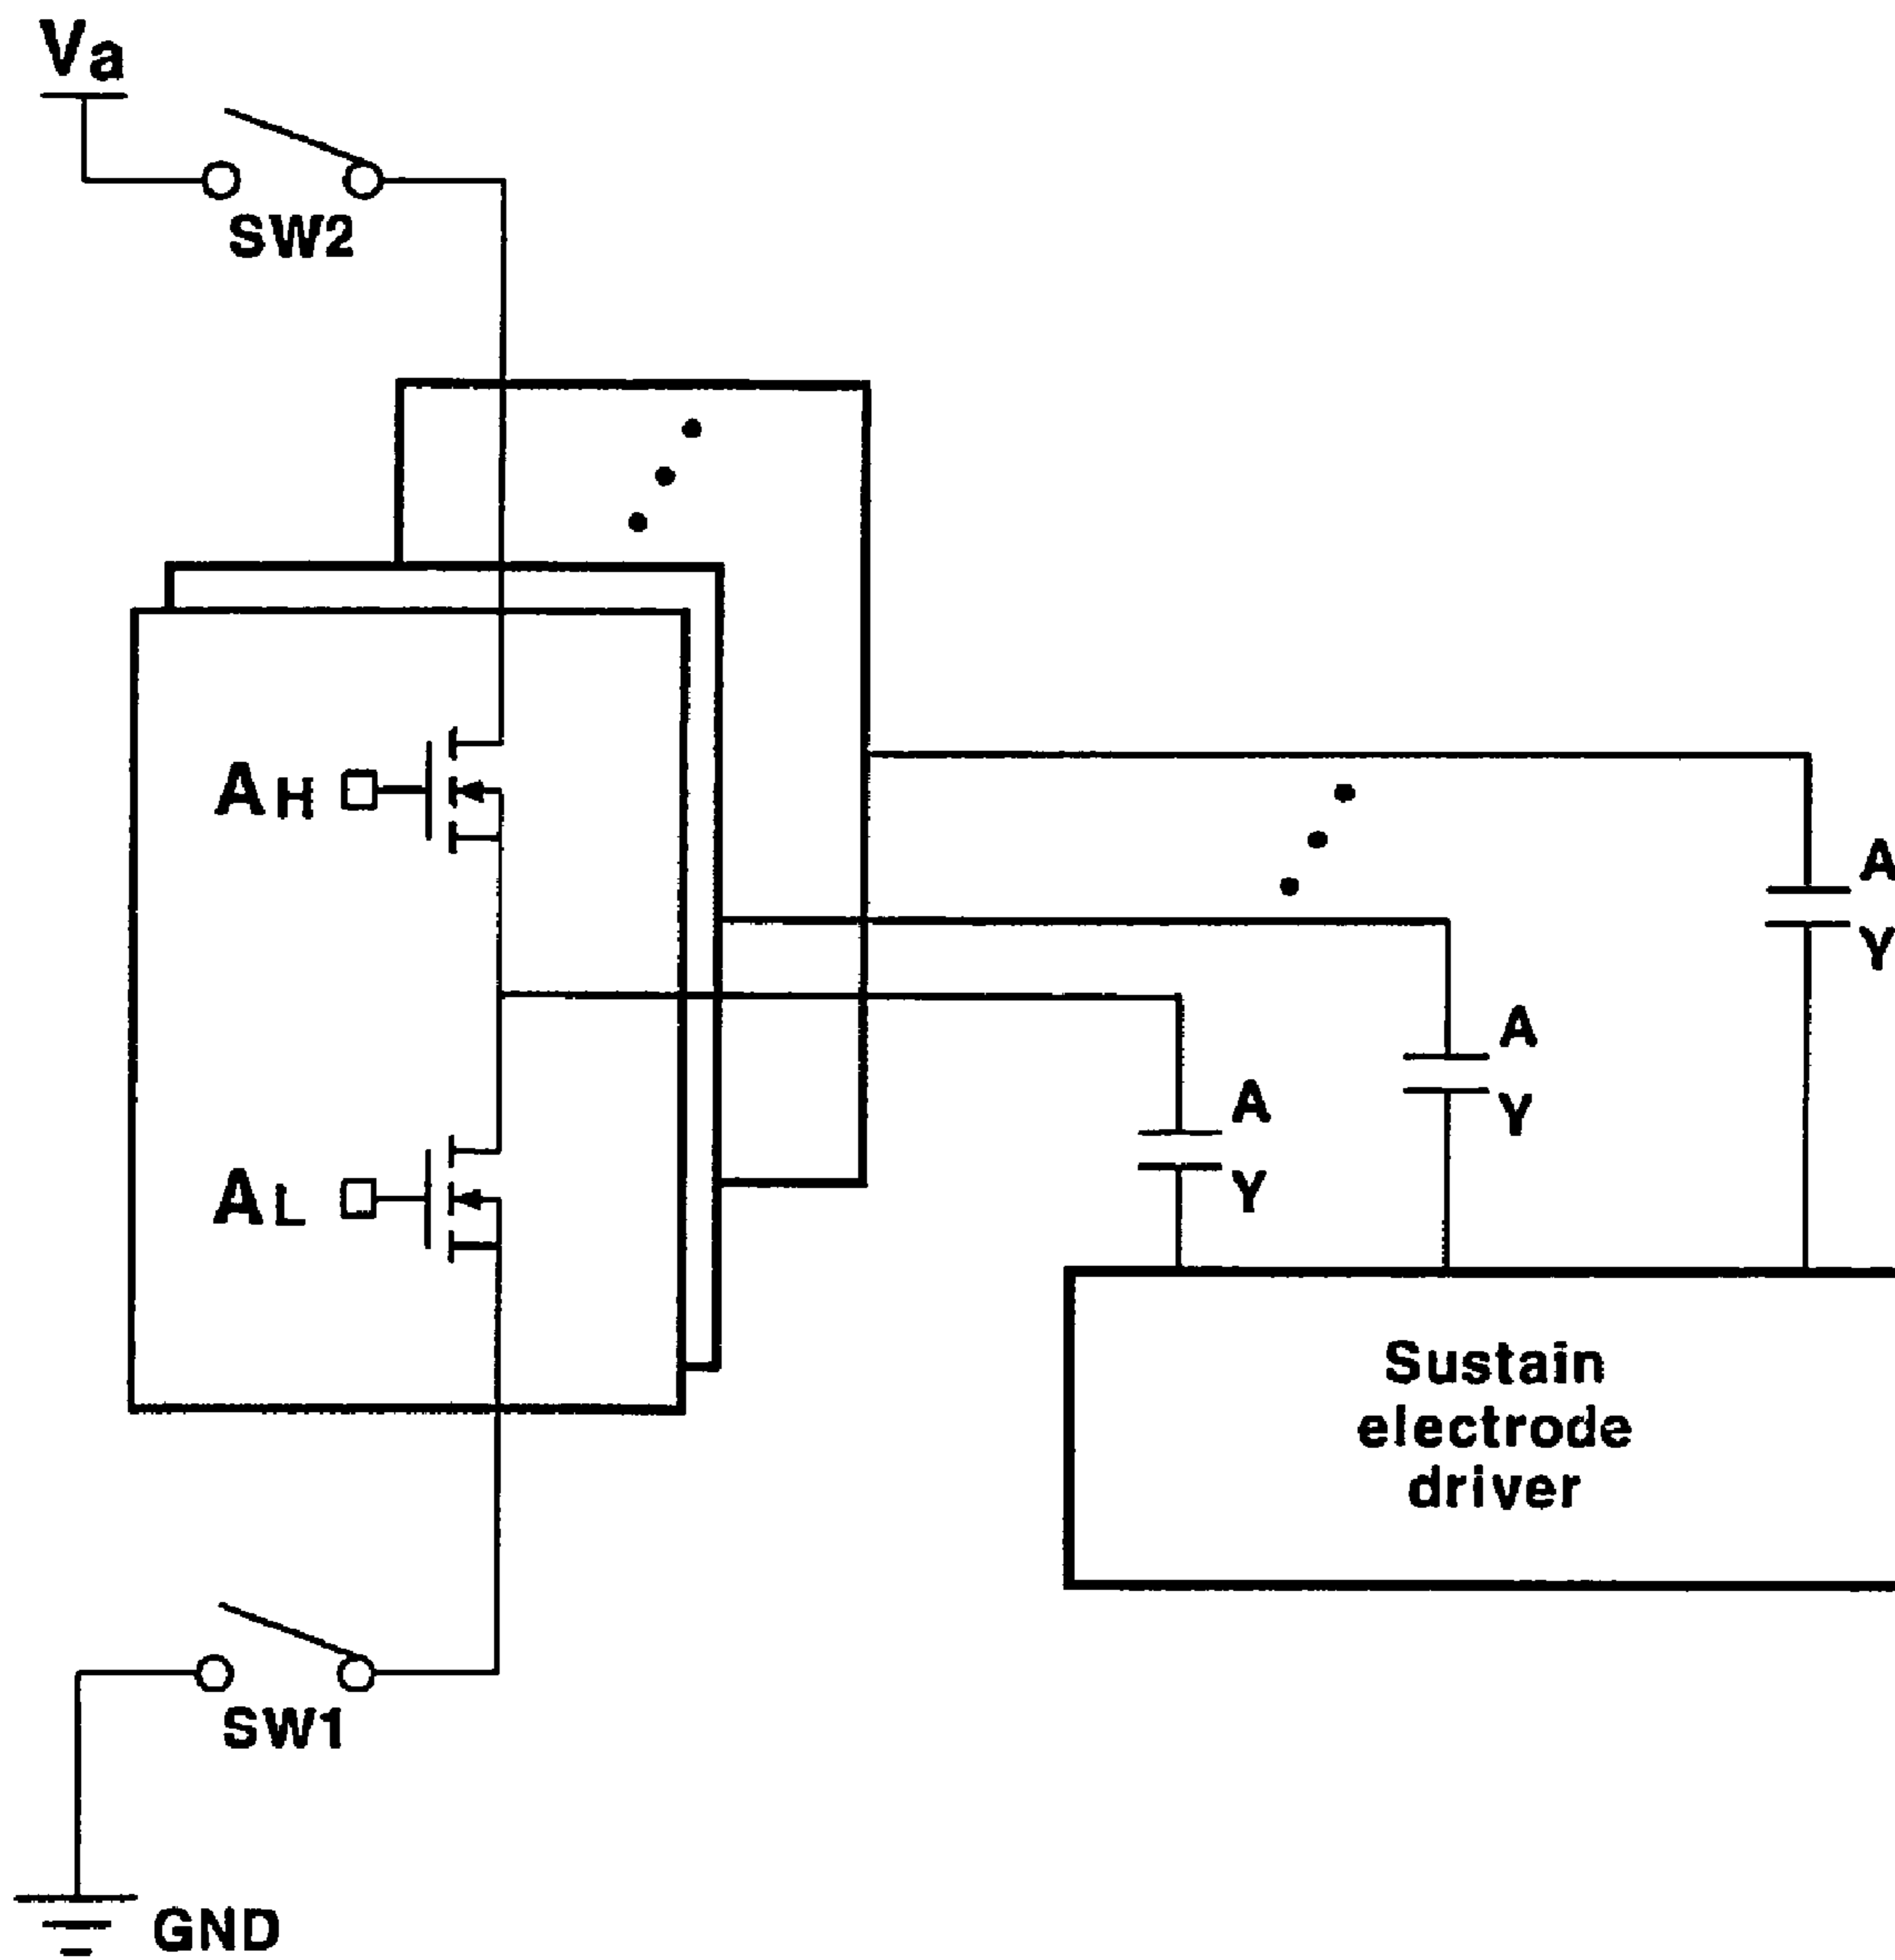 Va
SW2
AH
A
Y
A
Y
A
Y
AL
Sustain
electrode
driver
SW1
GND